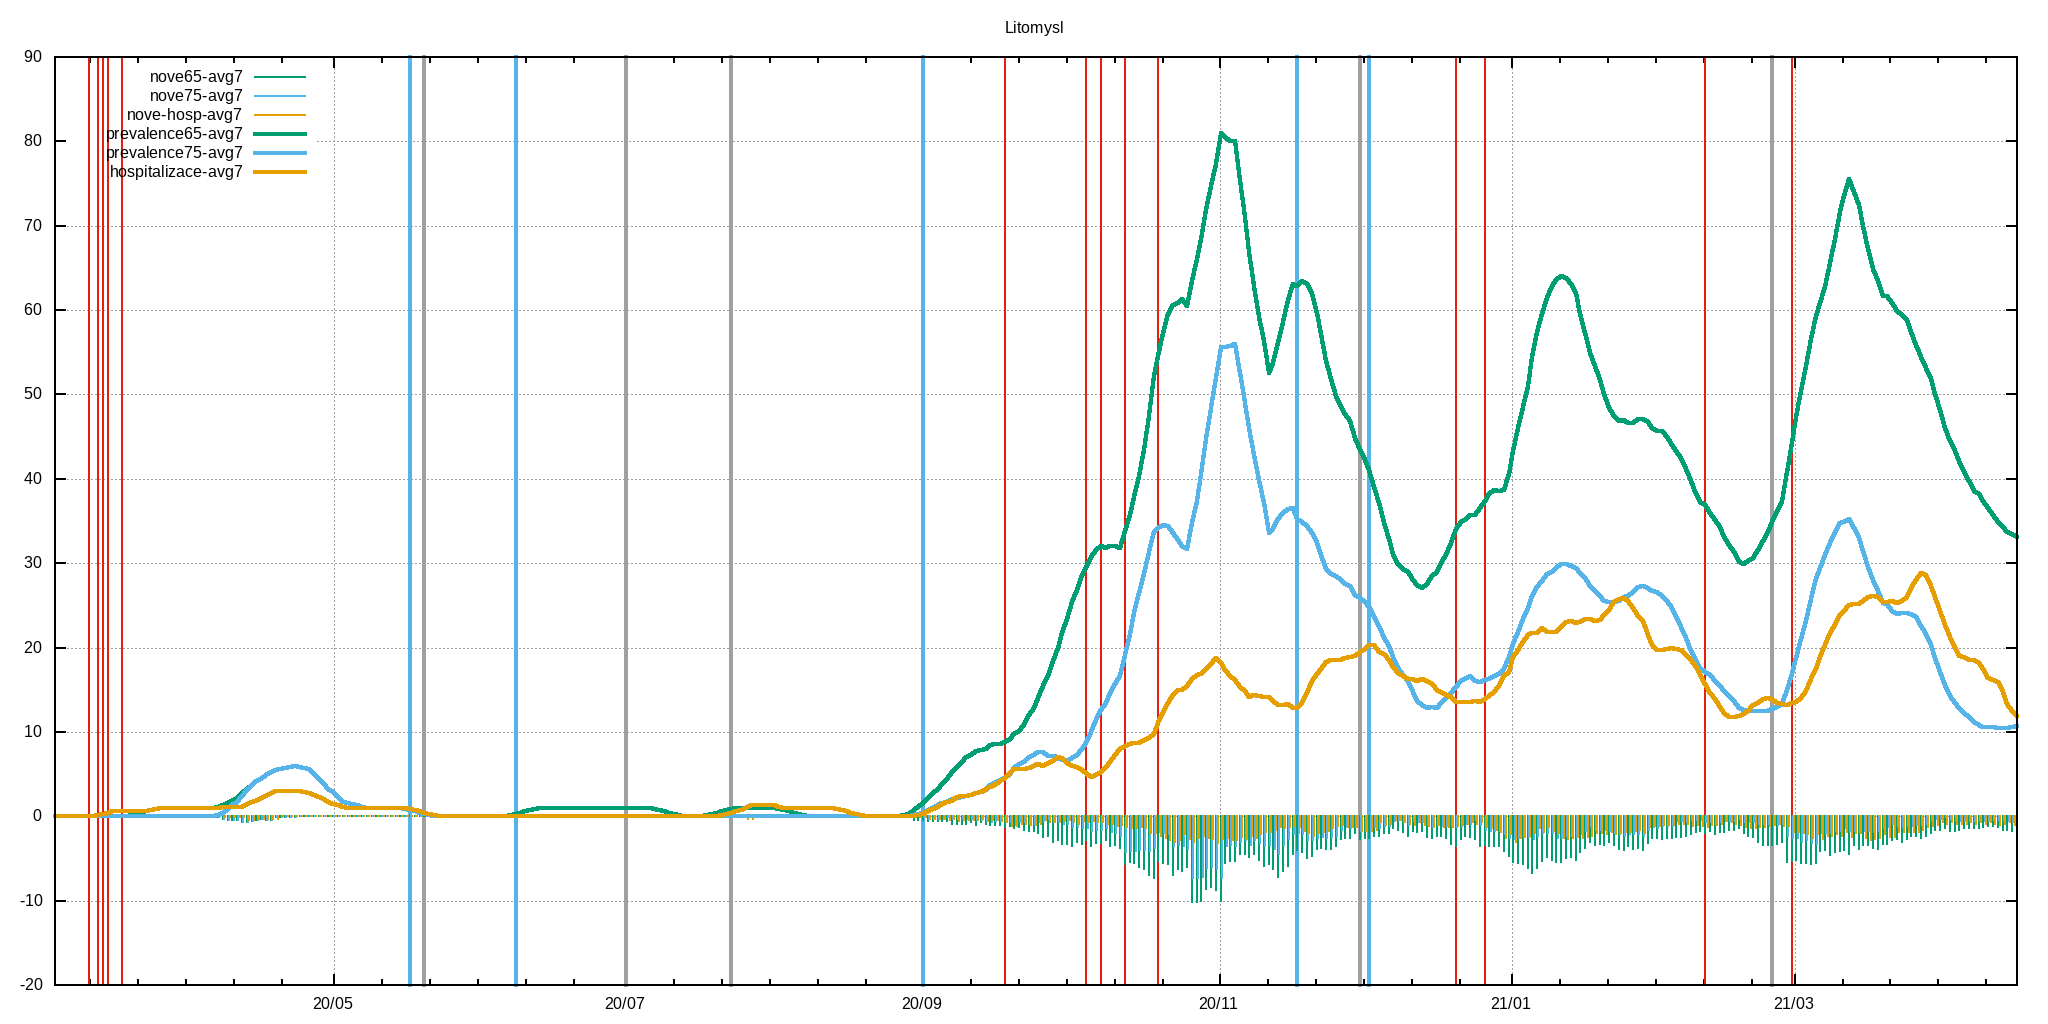 Litomysl
90
80
70
60
50
40
30
20
10
0
-10
-20
nove65-avg7
nove75-avg7
nove-hosp-avg7
prevalence65-avg7
prevalence75-avg7
hospitalizace-avg7
20/05 20/07 20/09 20/11 21/01 21/03